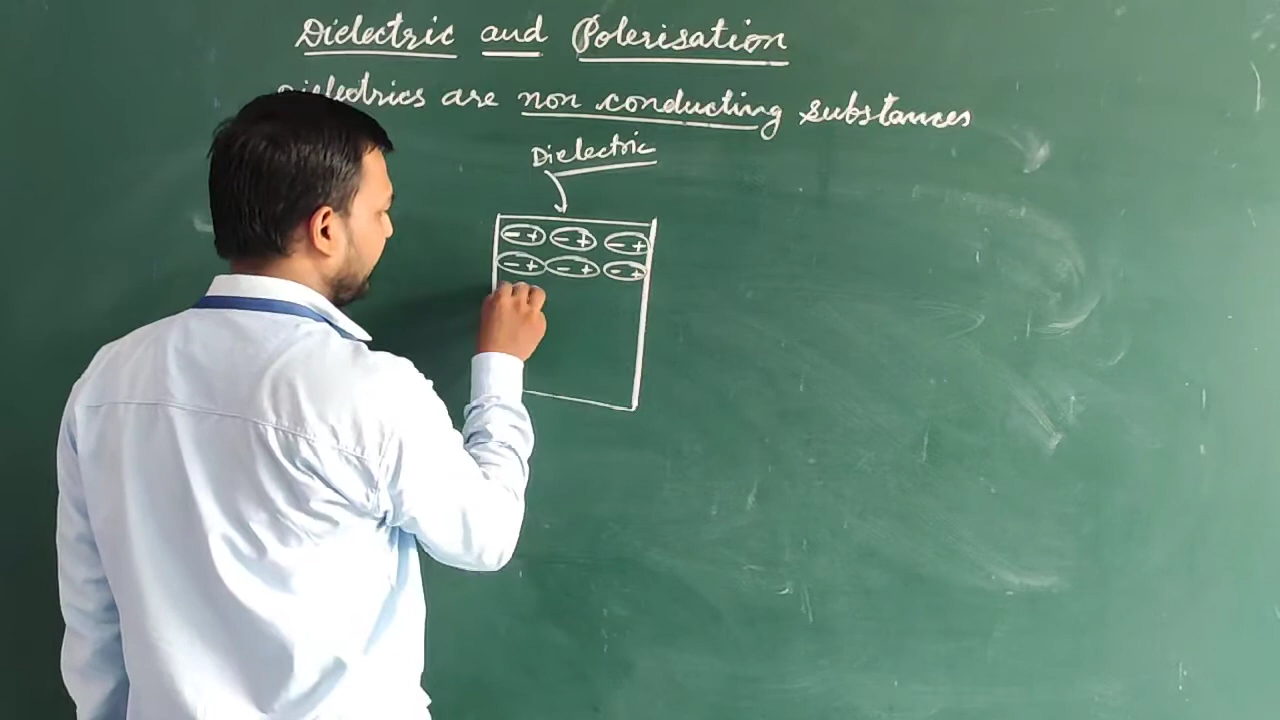 Dielectric and Polerisation
Dielectrics are non conducting substances
Dielectric
- + - + - +
- + - + - +